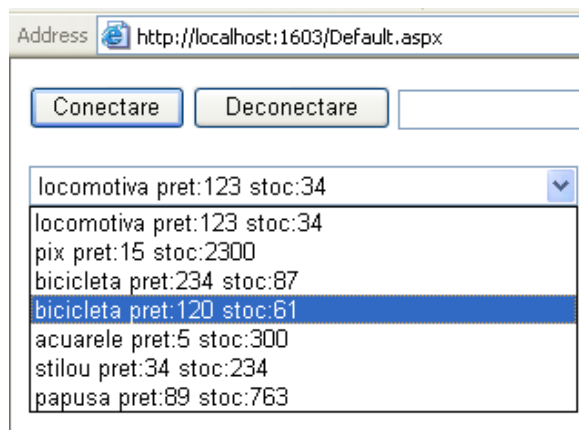 Address http://localhost:1603/Default.aspx
Conectare Deconectare
locomotiva pret:123 stoc:34
locomotiva pret:123 stoc:34
pix pret:15 stoc:2300
bicicleta pret:234 stoc:87
bicicleta pret:120 stoc:61
acuarele pret:5 stoc:300
stilou pret:34 stoc:234
papusa pret:89 stoc:763